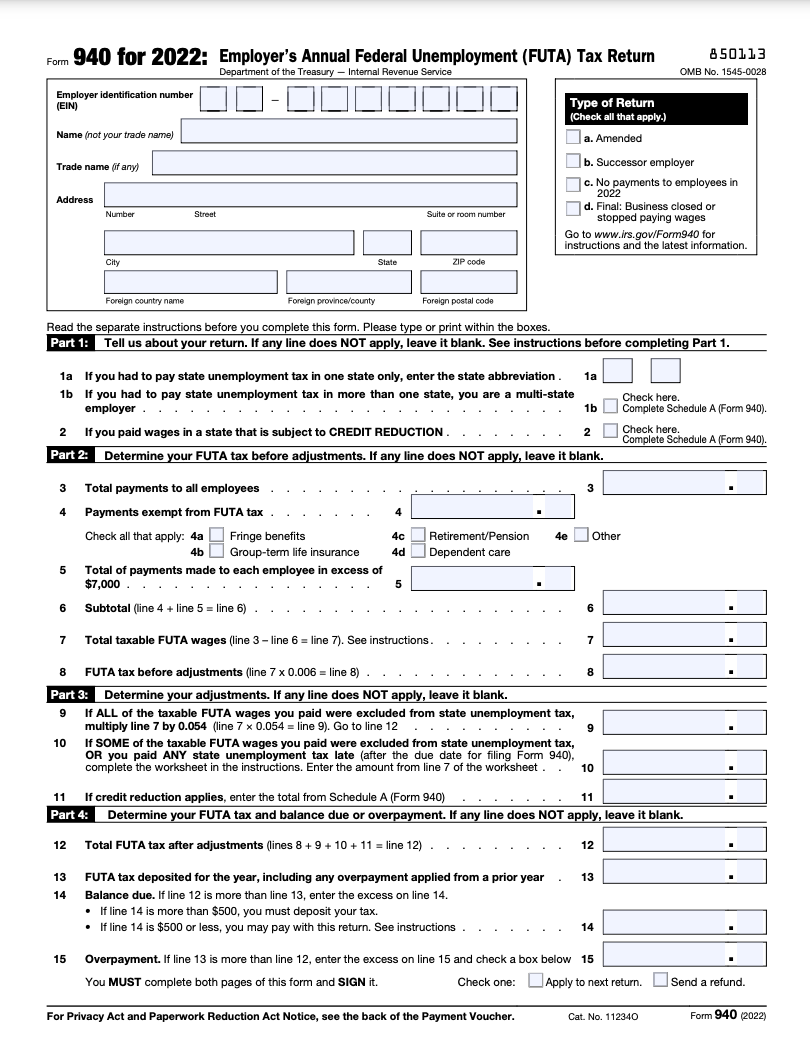 Form 940 for 2022: Employer's Annual Federal Unemployment (FUTA) Tax Return 850113
Department of the Treasury — Internal Revenue Service OMB No. 1545-0028
Employer identification number
(EIN)
–
Name (not your trade name)
Trade name (if any)
Address
Number Street Suite or room number
City State ZIP code
Foreign country name Foreign province/county Foreign postal code
Type of Return
(Check all that apply.)
a. Amended
b. Successor employer
c. No payments to employees in
2022
d. Final: Business closed or
stopped paying wages
Go to www.irs.gov/Form940 for
instructions and the latest information.
Read the separate instructions before you complete this form. Please type or print within the boxes.
Part 1: Tell us about your return. If any line does NOT apply, leave it blank. See instructions before completing Part 1.
1a If you had to pay state unemployment tax in one state only, enter the state abbreviation . 1a
1b If you had to pay state unemployment tax in more than one state, you are a multi-state
employer . . . . . . . . . . . . . . . . . . . . . . . . . . 1b Check here.
Complete Schedule A (Form 940).
2 If you paid wages in a state that is subject to CREDIT REDUCTION . . . . . . . . 2 Check here.
Complete Schedule A (Form 940).
Part 2: Determine your FUTA tax before adjustments. If any line does NOT apply, leave it blank.
3 Total payments to all employees . . . . . . . . . . . . . . . . . . 3 .
4 Payments exempt from FUTA tax . . . . . . . 4 .
Check all that apply: 4a Fringe benefits 4c Retirement/Pension 4e Other
4b Group-term life insurance 4d Dependent care
5 Total of payments made to each employee in excess of
$7,000 . . . . . . . . . . . . . . . . 5 .
6 Subtotal (line 4 + line 5 = line 6) . . . . . . . . . . . . . . . . . . . 6 .
7 Total taxable FUTA wages (line 3 – line 6 = line 7). See instructions . . . . . . . . 7 .
8 FUTA tax before adjustments (line 7 x 0.006 = line 8) . . . . . . . . . . . . 8 .
Part 3: Determine your adjustments. If any line does NOT apply, leave it blank.
9 If ALL of the taxable FUTA wages you paid were excluded from state unemployment tax,
multiply line 7 by 0.054 (line 7 × 0.054 = line 9). Go to line 12 . . . . . . . . . 9 .
10 If SOME of the taxable FUTA wages you paid were excluded from state unemployment tax,
OR you paid ANY state unemployment tax late (after the due date for filing Form 940),
complete the worksheet in the instructions. Enter the amount from line 7 of the worksheet . . 10 .
11 If credit reduction applies, enter the total from Schedule A (Form 940) . . . . . . . 11 .
Part 4: Determine your FUTA tax and balance due or overpayment. If any line does NOT apply, leave it blank.
12 Total FUTA tax after adjustments (lines 8 + 9 + 10 + 11 = line 12) . . . . . . . . 12 .
13 FUTA tax deposited for the year, including any overpayment applied from a prior year . 13 .
14 Balance due. If line 12 is more than line 13, enter the excess on line 14.
• If line 14 is more than $500, you must deposit your tax.
• If line 14 is $500 or less, you may pay with this return. See instructions . . . . . . . 14 .
15 Overpayment. If line 13 is more than line 12, enter the excess on line 15 and check a box below 15 .
You MUST complete both pages of this form and SIGN it. Check one: Apply to next return. Send a refund.
For Privacy Act and Paperwork Reduction Act Notice, see the back of the Payment Voucher. Cat. No. 11234O Form 940 (2022)